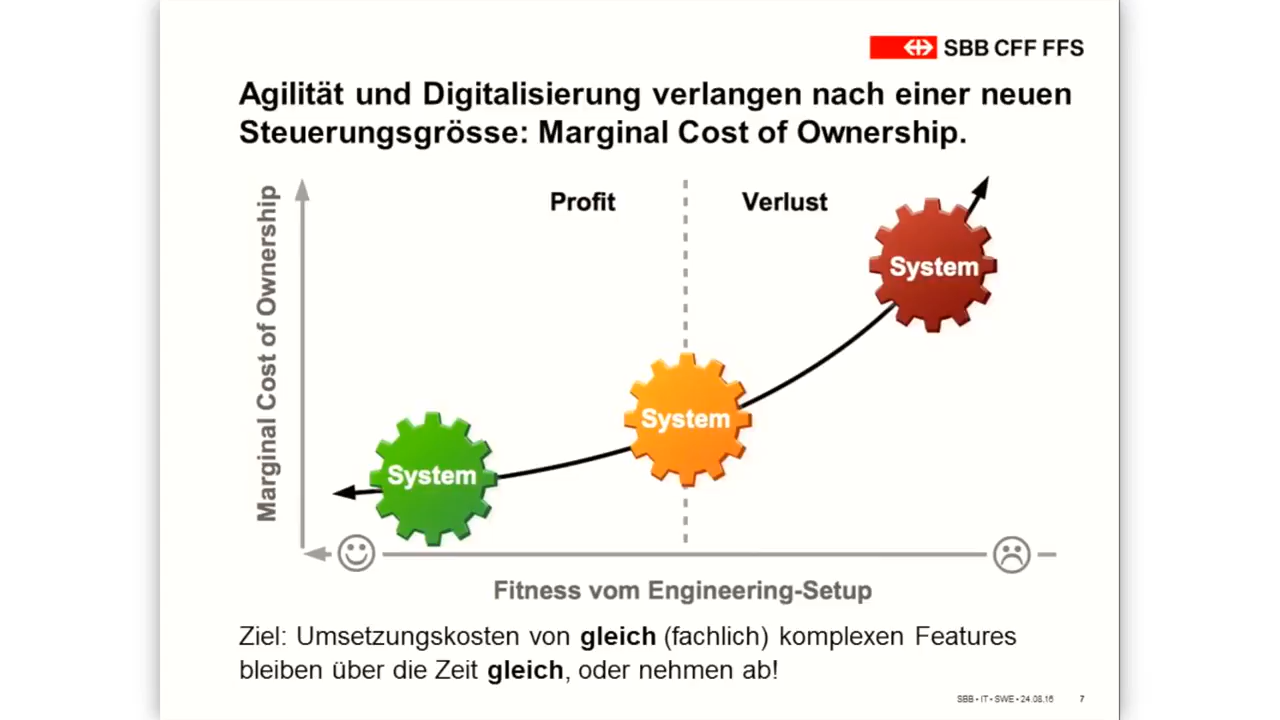 SBB CFF FFS
Agilität und Digitalisierung verlangen nach einer neuen
Steuerungsgrösse: Marginal Cost of Ownership.
Marginal Cost of Ownership
Profit
Verlust
System
System
System
Fitness vom Engineering-Setup
Ziel: Umsetzungskosten von gleich (fachlich) komplexen Features
bleiben über die Zeit gleich, oder nehmen ab!
SBB • IT • SWE • 24.08.16 7